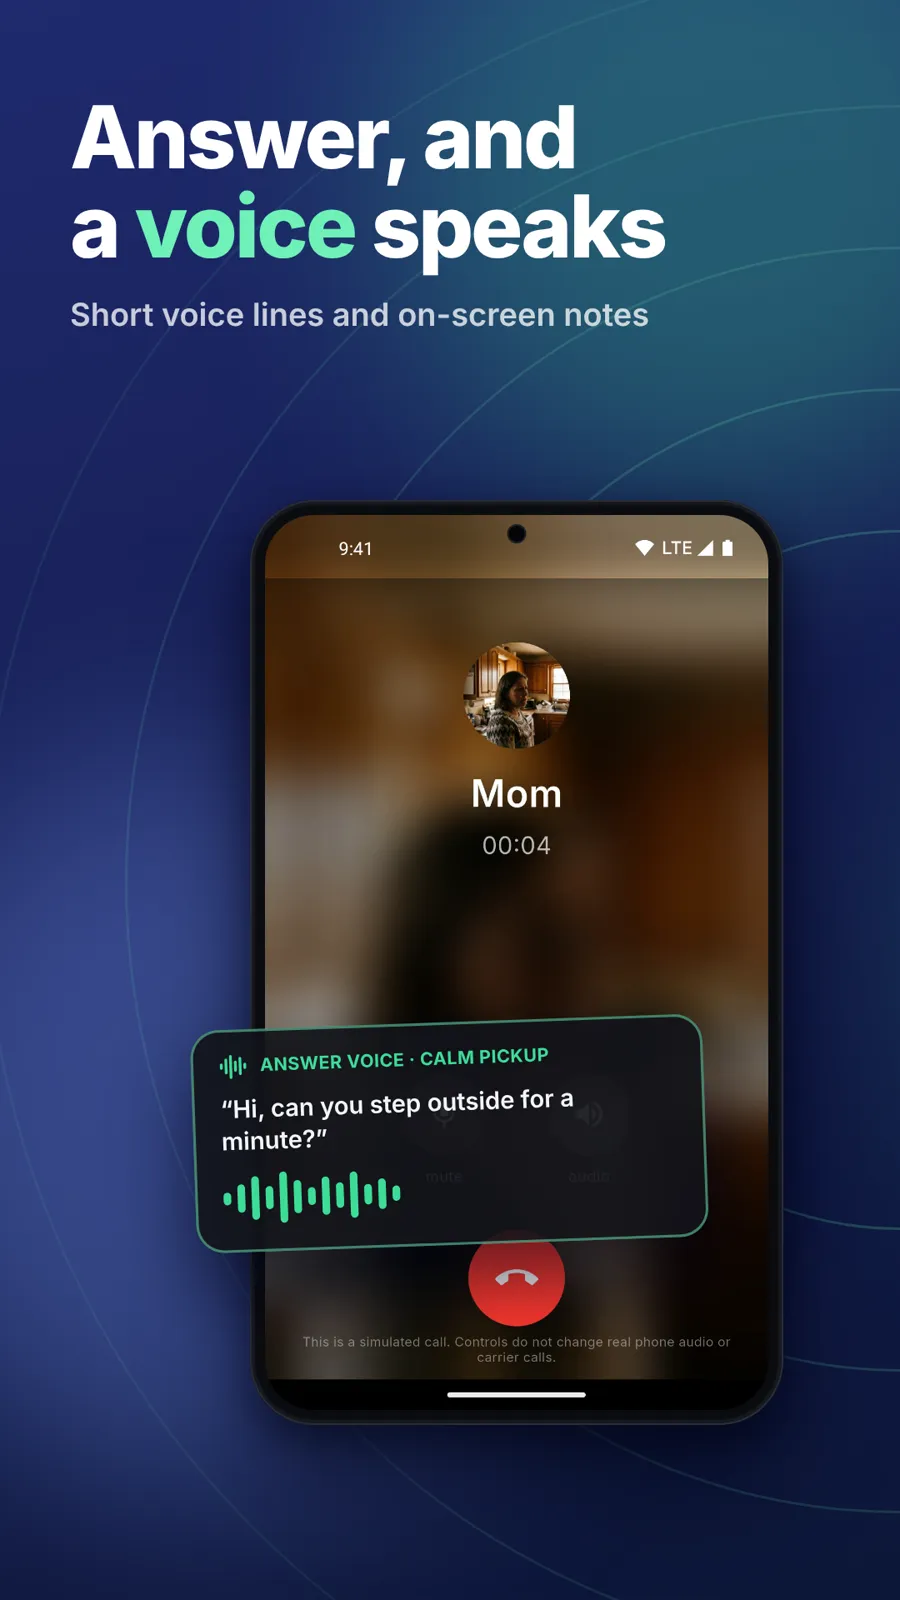 Answer, and
a voice speaks
Short voice lines and on-screen notes
9:41
LTE
Mom
00:04
ANSWER VOICE · CALM PICKUP
“Hi, can you step outside for a
minute?”
mute
audio
This is a simulated call. Controls do not change real phone audio or
carrier calls.